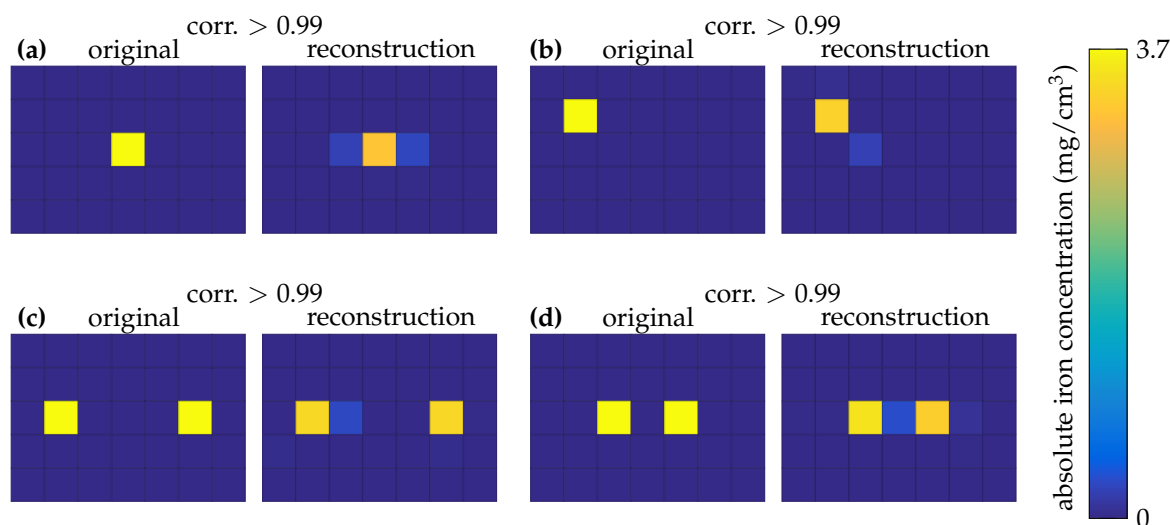 corr. > 0.99
(a) original reconstruction
corr. > 0.99
(b) original reconstruction
corr. > 0.99
(c) original reconstruction
corr. > 0.99
(d) original reconstruction
3.7
absolute iron concentration (mg/cm³)
0